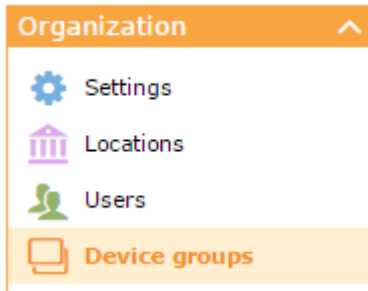 Organization
Settings
Locations
Users
Device groups